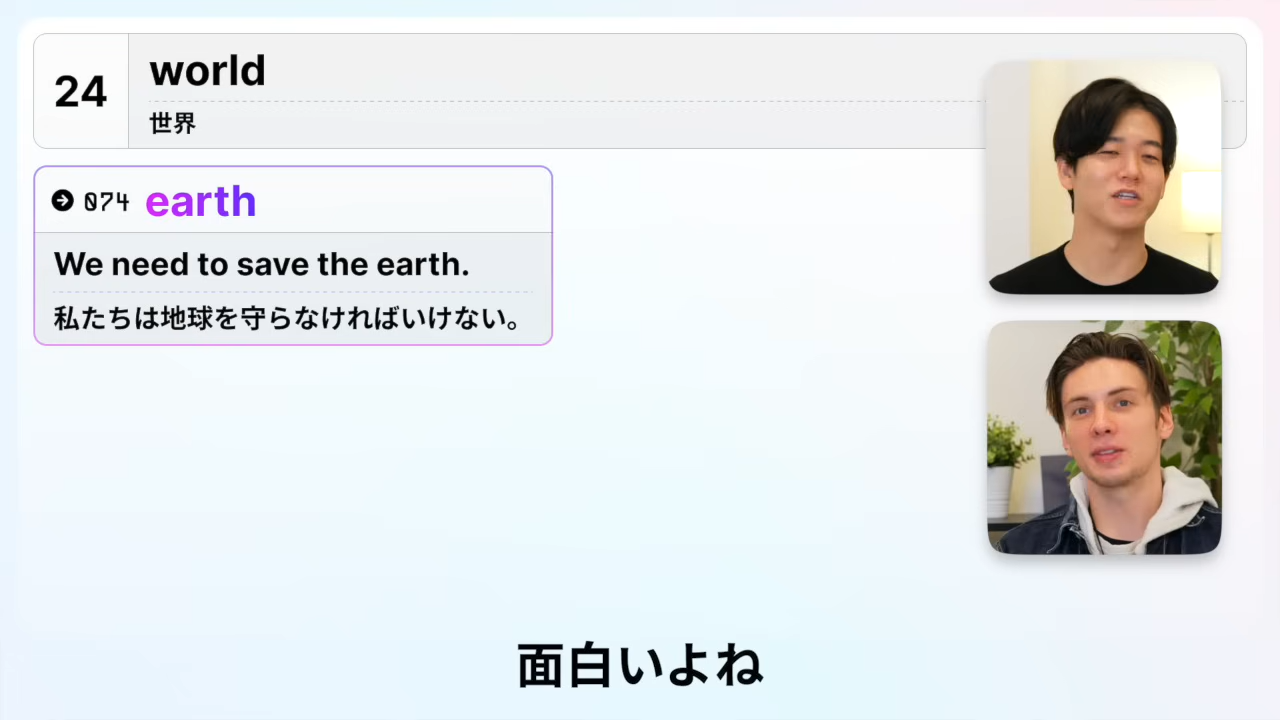 24
world
世界
074 earth
We need to save the earth.
私たちは地球を守らなければいけない。
面白いよね